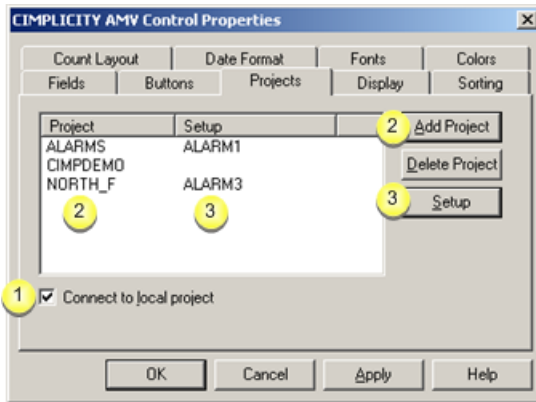 CIMPLICITY AMV Control Properties
Count Layout Date Format Fonts Colors
Fields Buttons Projects Display Sorting
Project Setup 2 Add Project
ALARMS ALARM1
CIMPDEMO Delete Project
NORTH_F ALARM3
2 3 3 Setup
1 Connect to local project
OK Cancel Apply Help